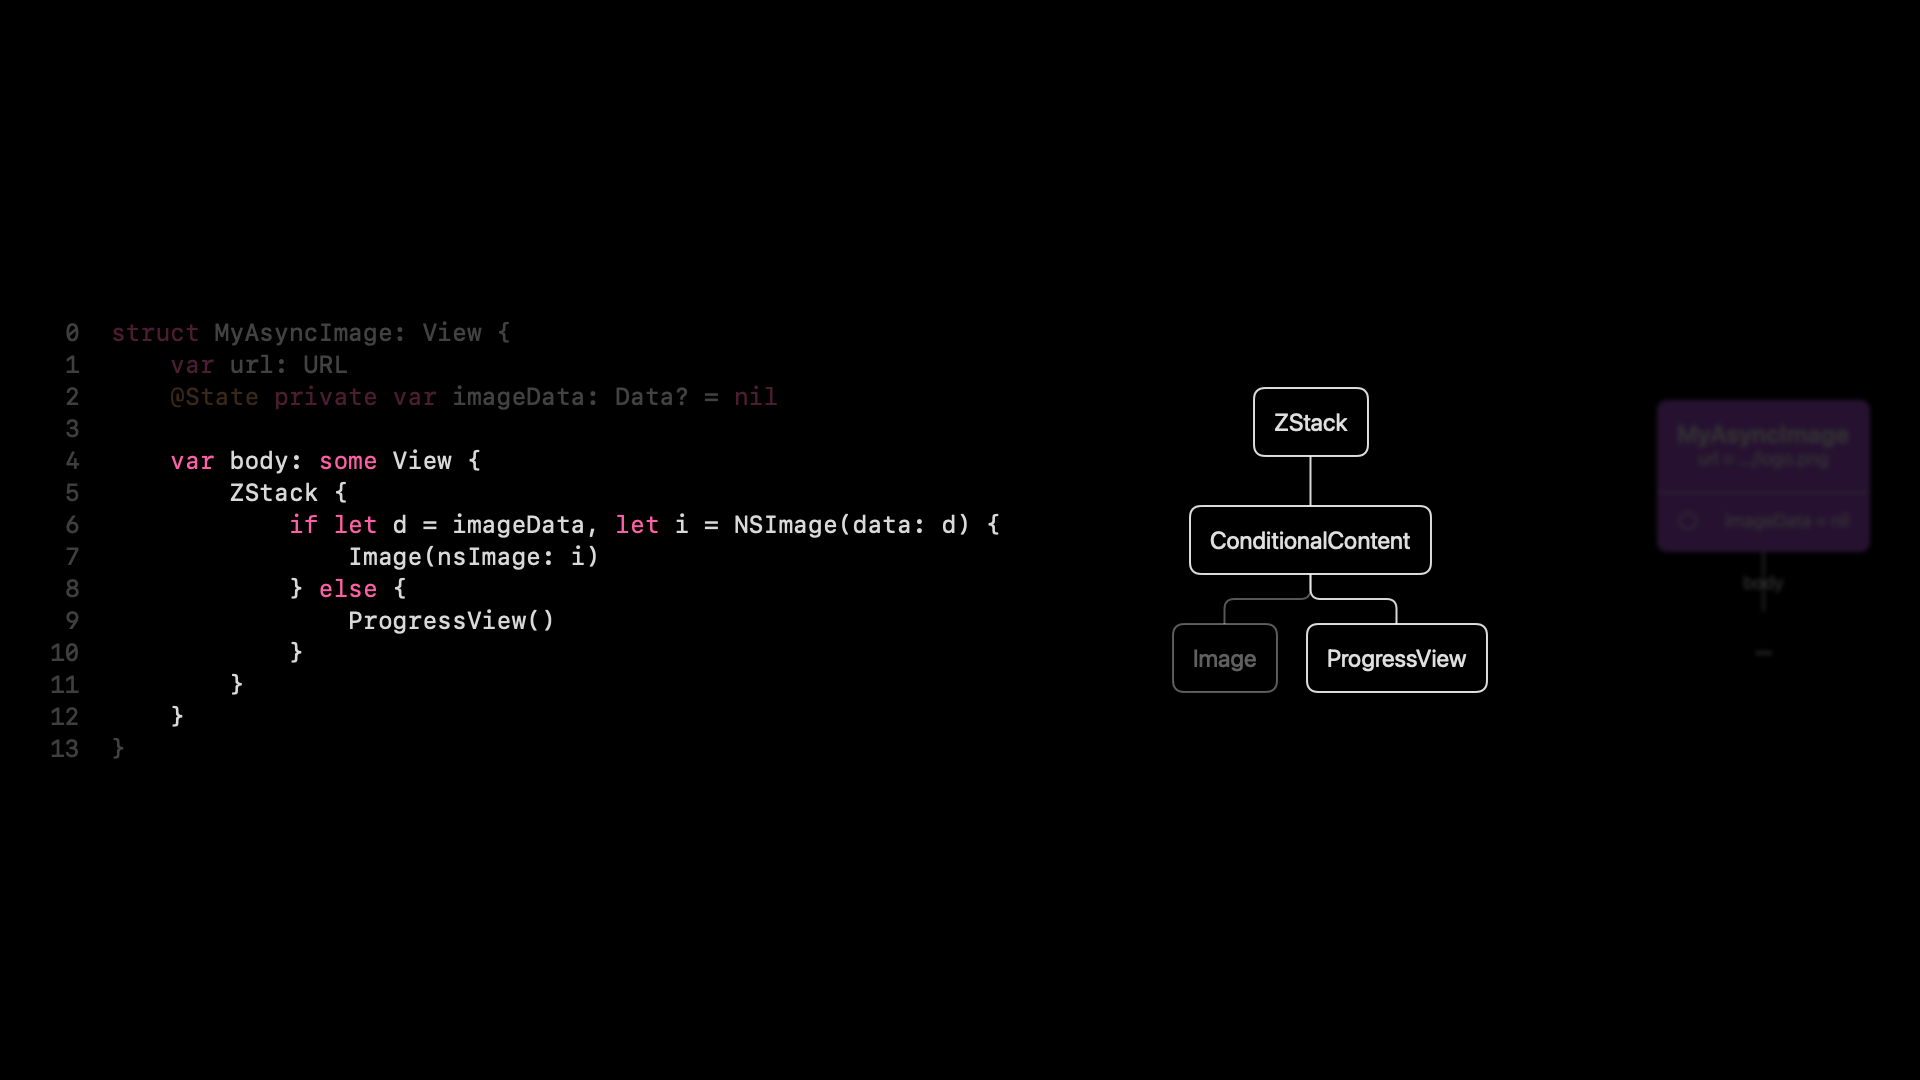 0 struct MyAsyncImage: View {
1 var url: URL
2 @State private var imageData: Data? = nil
3
4 var body: some View {
5 ZStack {
6 if let d = imageData, let i = NSImage(data: d) {
7 Image(nsImage: i)
8 } else {
9 ProgressView()
10 }
11 }
12 }
13 }
ZStack
ConditionalContent
Image ProgressView
MyAsyncImage
url = .../logo.png
imageData = nil
body